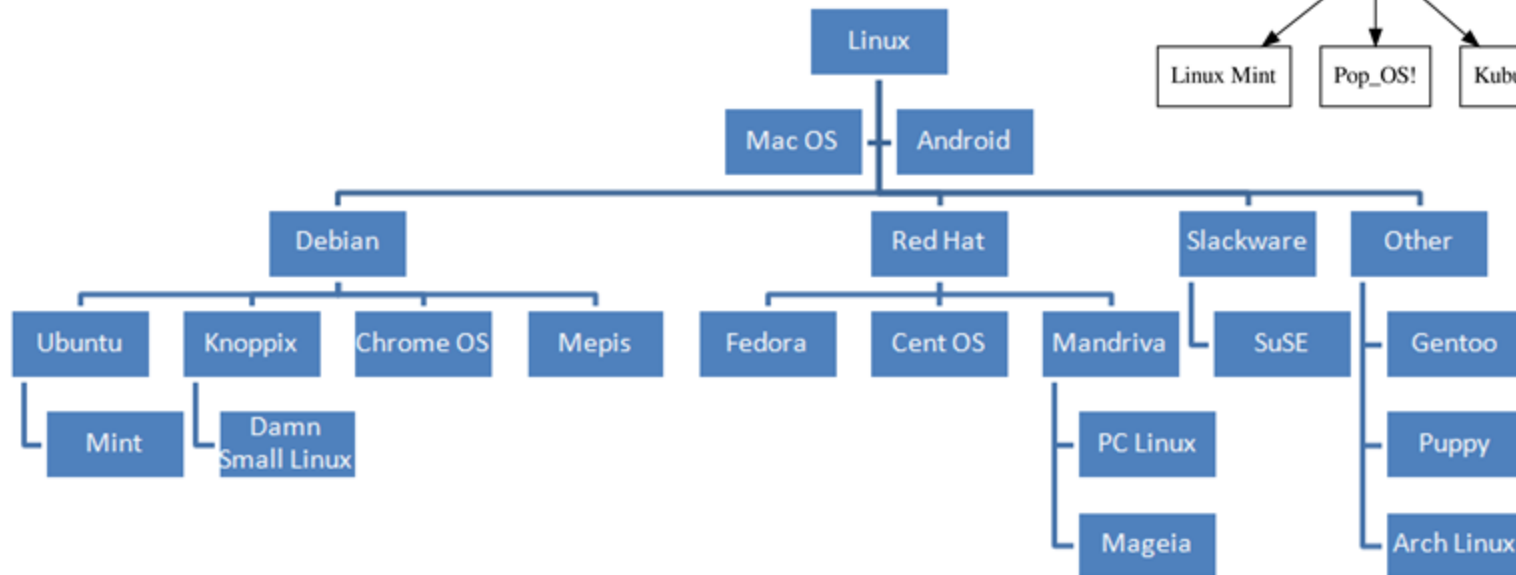 Linux
Linux Mint
Pop_OS!
Mac OS
Android
Debian
Red Hat
Slackware
Other
Ubuntu
Knoppix
Chrome OS
Mepis
Fedora
Cent OS
Mandriva
SuSE
Gentoo
Mint
Damn
Small Linux
PC Linux
Puppy
Mageia
Arch Linux